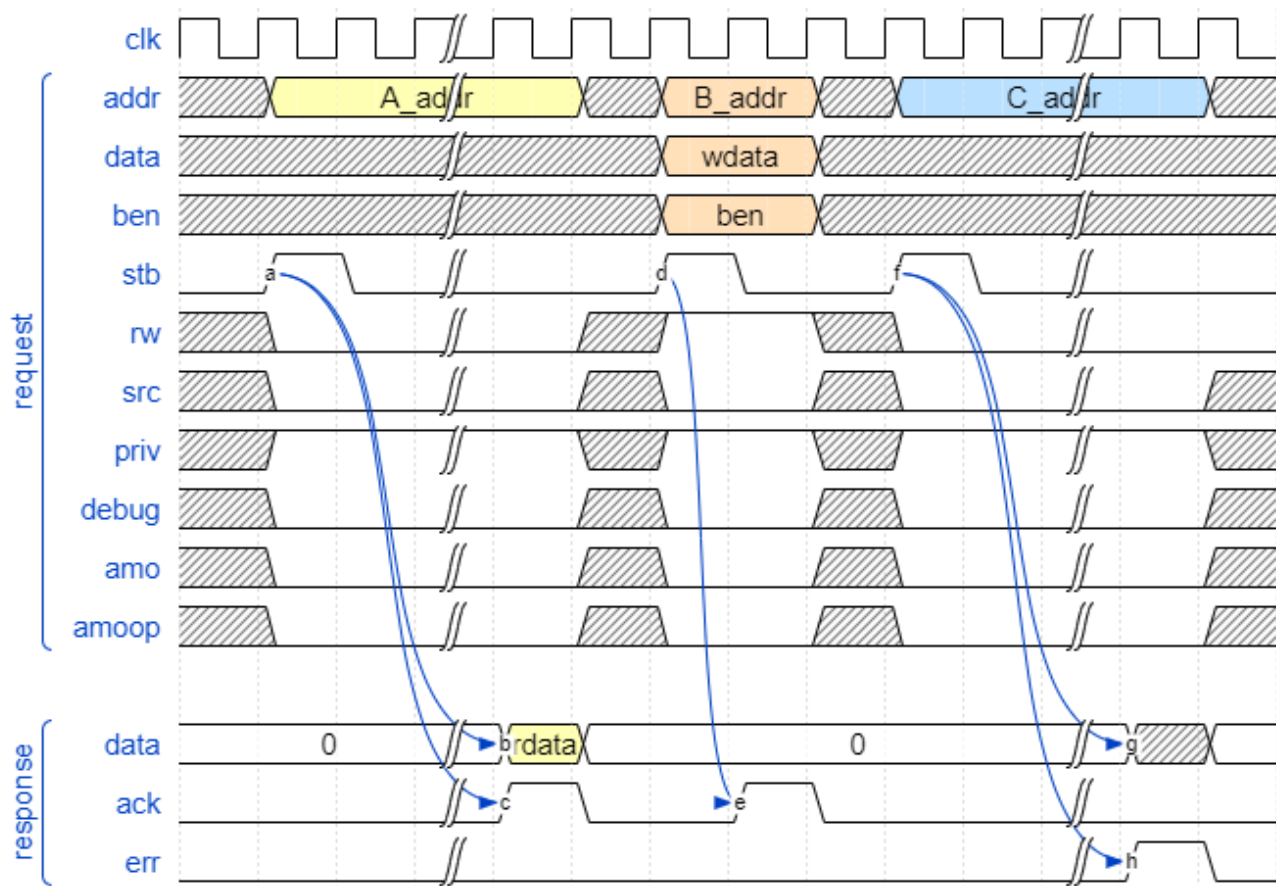 clk
request
addr A_addr B_addr C_addr
data wdata
ben ben
stb a d f
rw
src
priv
debug
amo
amoop
response
data 0 b rdata 0 g
ack c e
err h